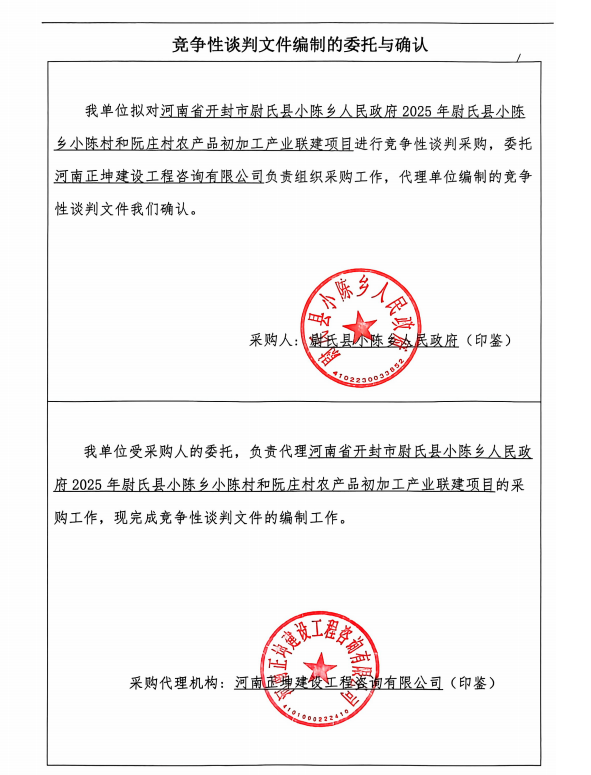 竞争性谈判文件编制的委托与确认
我单位拟对河南省开封市尉氏县小陈乡人民政府2025年尉氏县小陈
乡小陈村和阮庄村农产品初加工产业联建项目进行竞争性谈判采购，委托
河南正坤建设工程咨询有限公司负责组织采购工作，代理单位编制的竞争
性谈判文件我们确认。
尉氏县小陈乡人民政府
采购人：尉氏县小陈乡人民政府（印鉴）
4102230033852
我单位受采购人的委托，负责代理河南省开封市尉氏县小陈乡人民政
府2025年尉氏县小陈乡小陈村和阮庄村农产品初加工产业联建项目的采
购工作，现完成竞争性谈判文件的编制工作。
河南正坤建设工程咨询有限公司
采购代理机构：河南正坤建设工程咨询有限公司（印鉴）
4101000222410